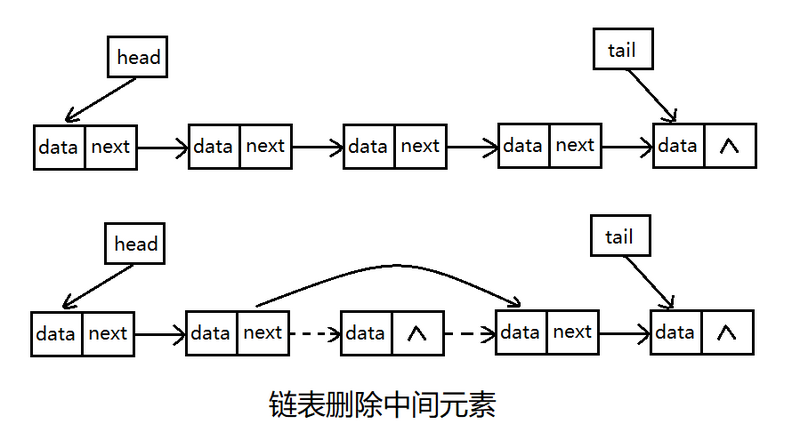 head
tail
data next data next data next data next data ∧
head
tail
data next data next data ∧ data next data ∧
链表删除中间元素